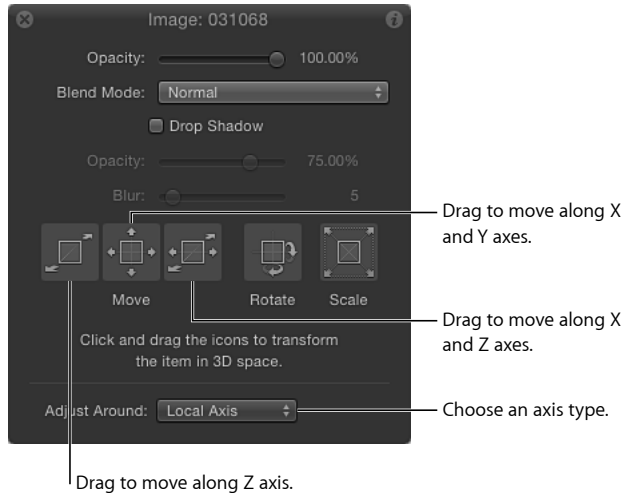 Image: 031068
Opacity: 100.00%
Blend Mode: Normal
Drop Shadow
Opacity: 75.00%
Blur: 5
Drag to move along X
and Y axes.
Move Rotate Scale
Drag to move along X
and Z axes.
Click and drag the icons to transform
the item in 3D space.
Adjust Around: Local Axis
Choose an axis type.
Drag to move along Z axis.